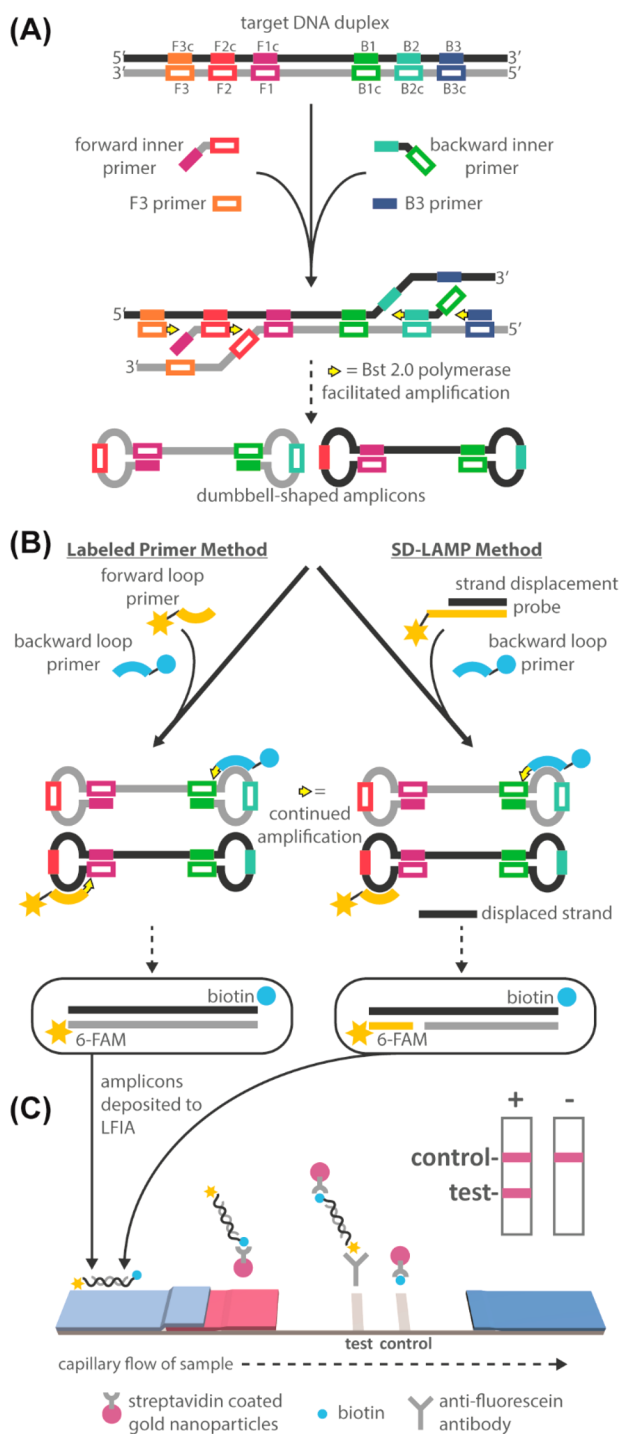 (A)
target DNA duplex
F3c F2c F1c B1 B2 B3
5′ 3′
3′ 5′
F3 F2 F1 B1c B2c B3c
forward inner
primer
backward inner
primer
F3 primer
B3 primer
3′
5′ 5′
3′
= Bst 2.0 polymerase
facilitated amplification
dumbbell-shaped amplicons
(B)
Labeled Primer Method
SD-LAMP Method
forward loop
primer
strand displacement
probe
backward loop
primer
backward loop
primer
=
continued
amplification
displaced strand
biotin
6-FAM
biotin
6-FAM
amplicons
deposited to
LFIA
(C)
+ -
control-
test-
test control
capillary flow of sample
streptavidin coated
gold nanoparticles
biotin
anti-fluorescein
antibody